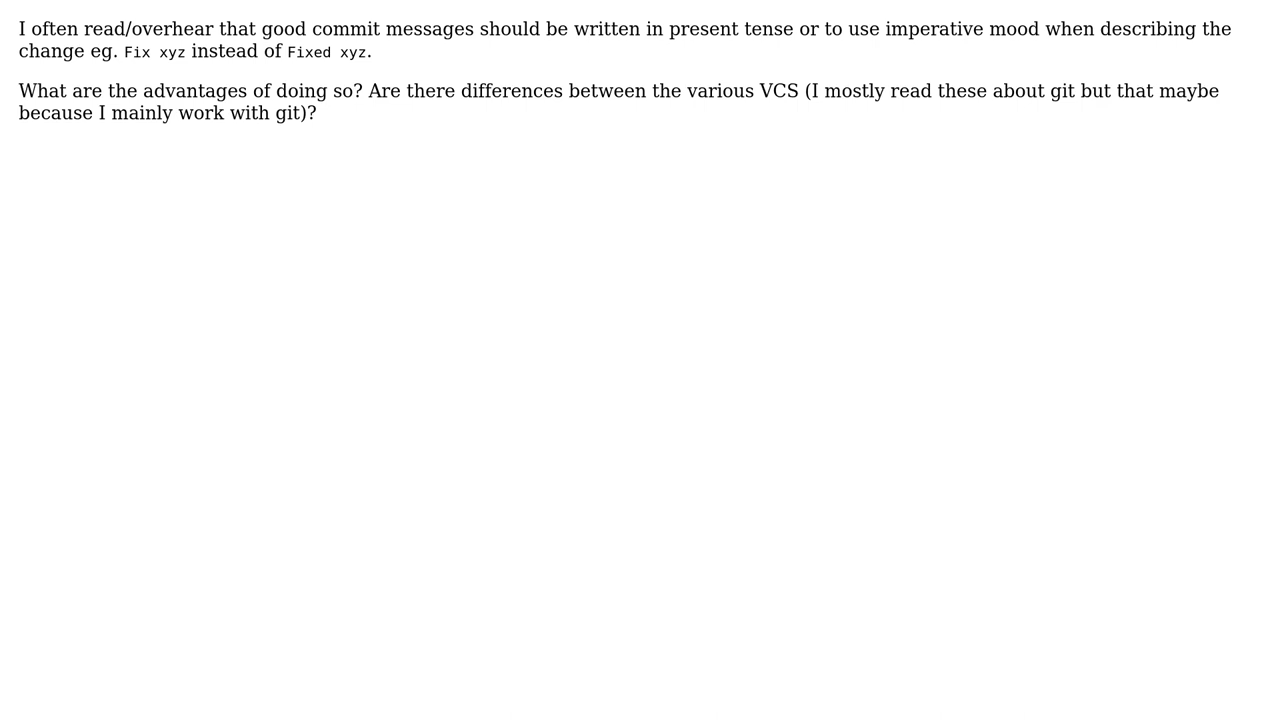 I often read/overhear that good commit messages should be written in present tense or to use imperative mood when describing the
change eg. Fix xyz instead of Fixed xyz.
What are the advantages of doing so? Are there differences between the various VCS (I mostly read these about git but that maybe
because I mainly work with git)?